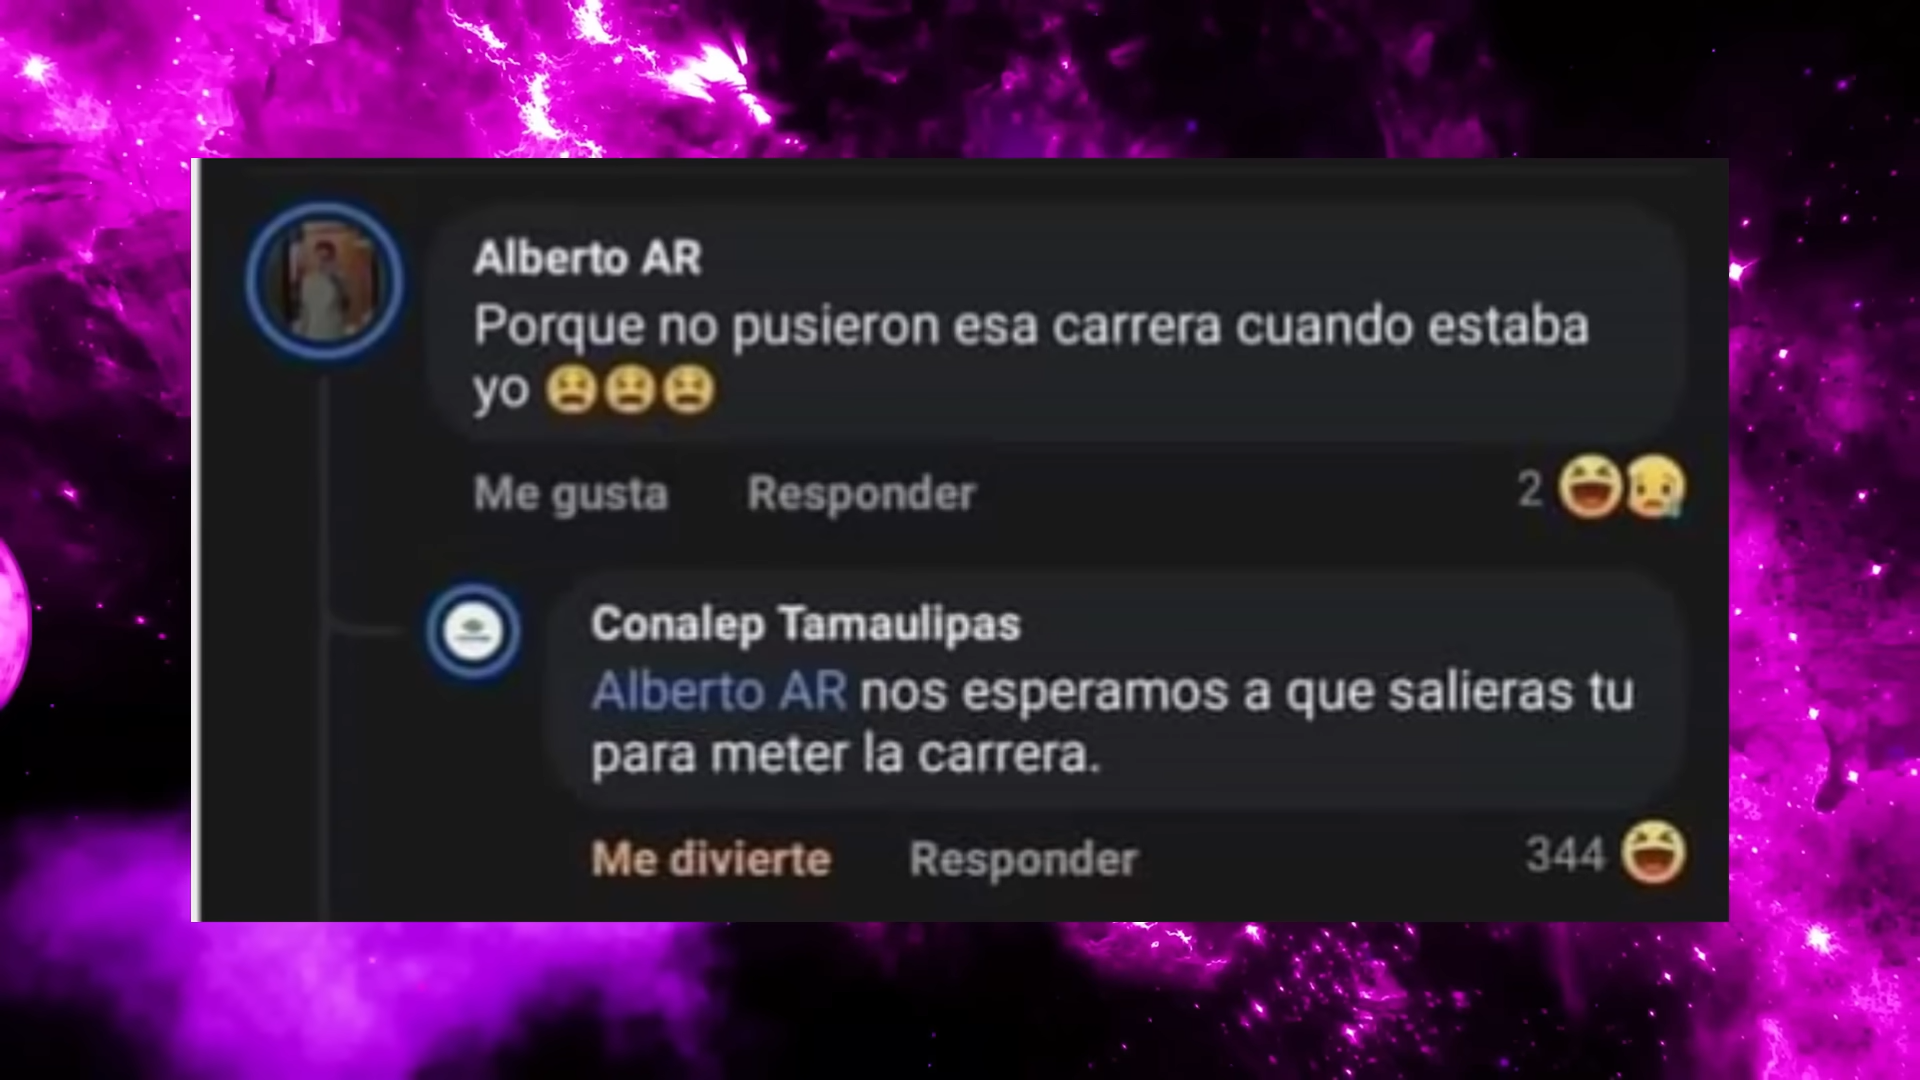 Alberto AR
Porque no pusieron esa carrera cuando estaba
yo 😫😫😫
Me gusta Responder 2
Conalep Tamaulipas
Alberto AR nos esperamos a que salieras tu
para meter la carrera.
Me divierte Responder 344